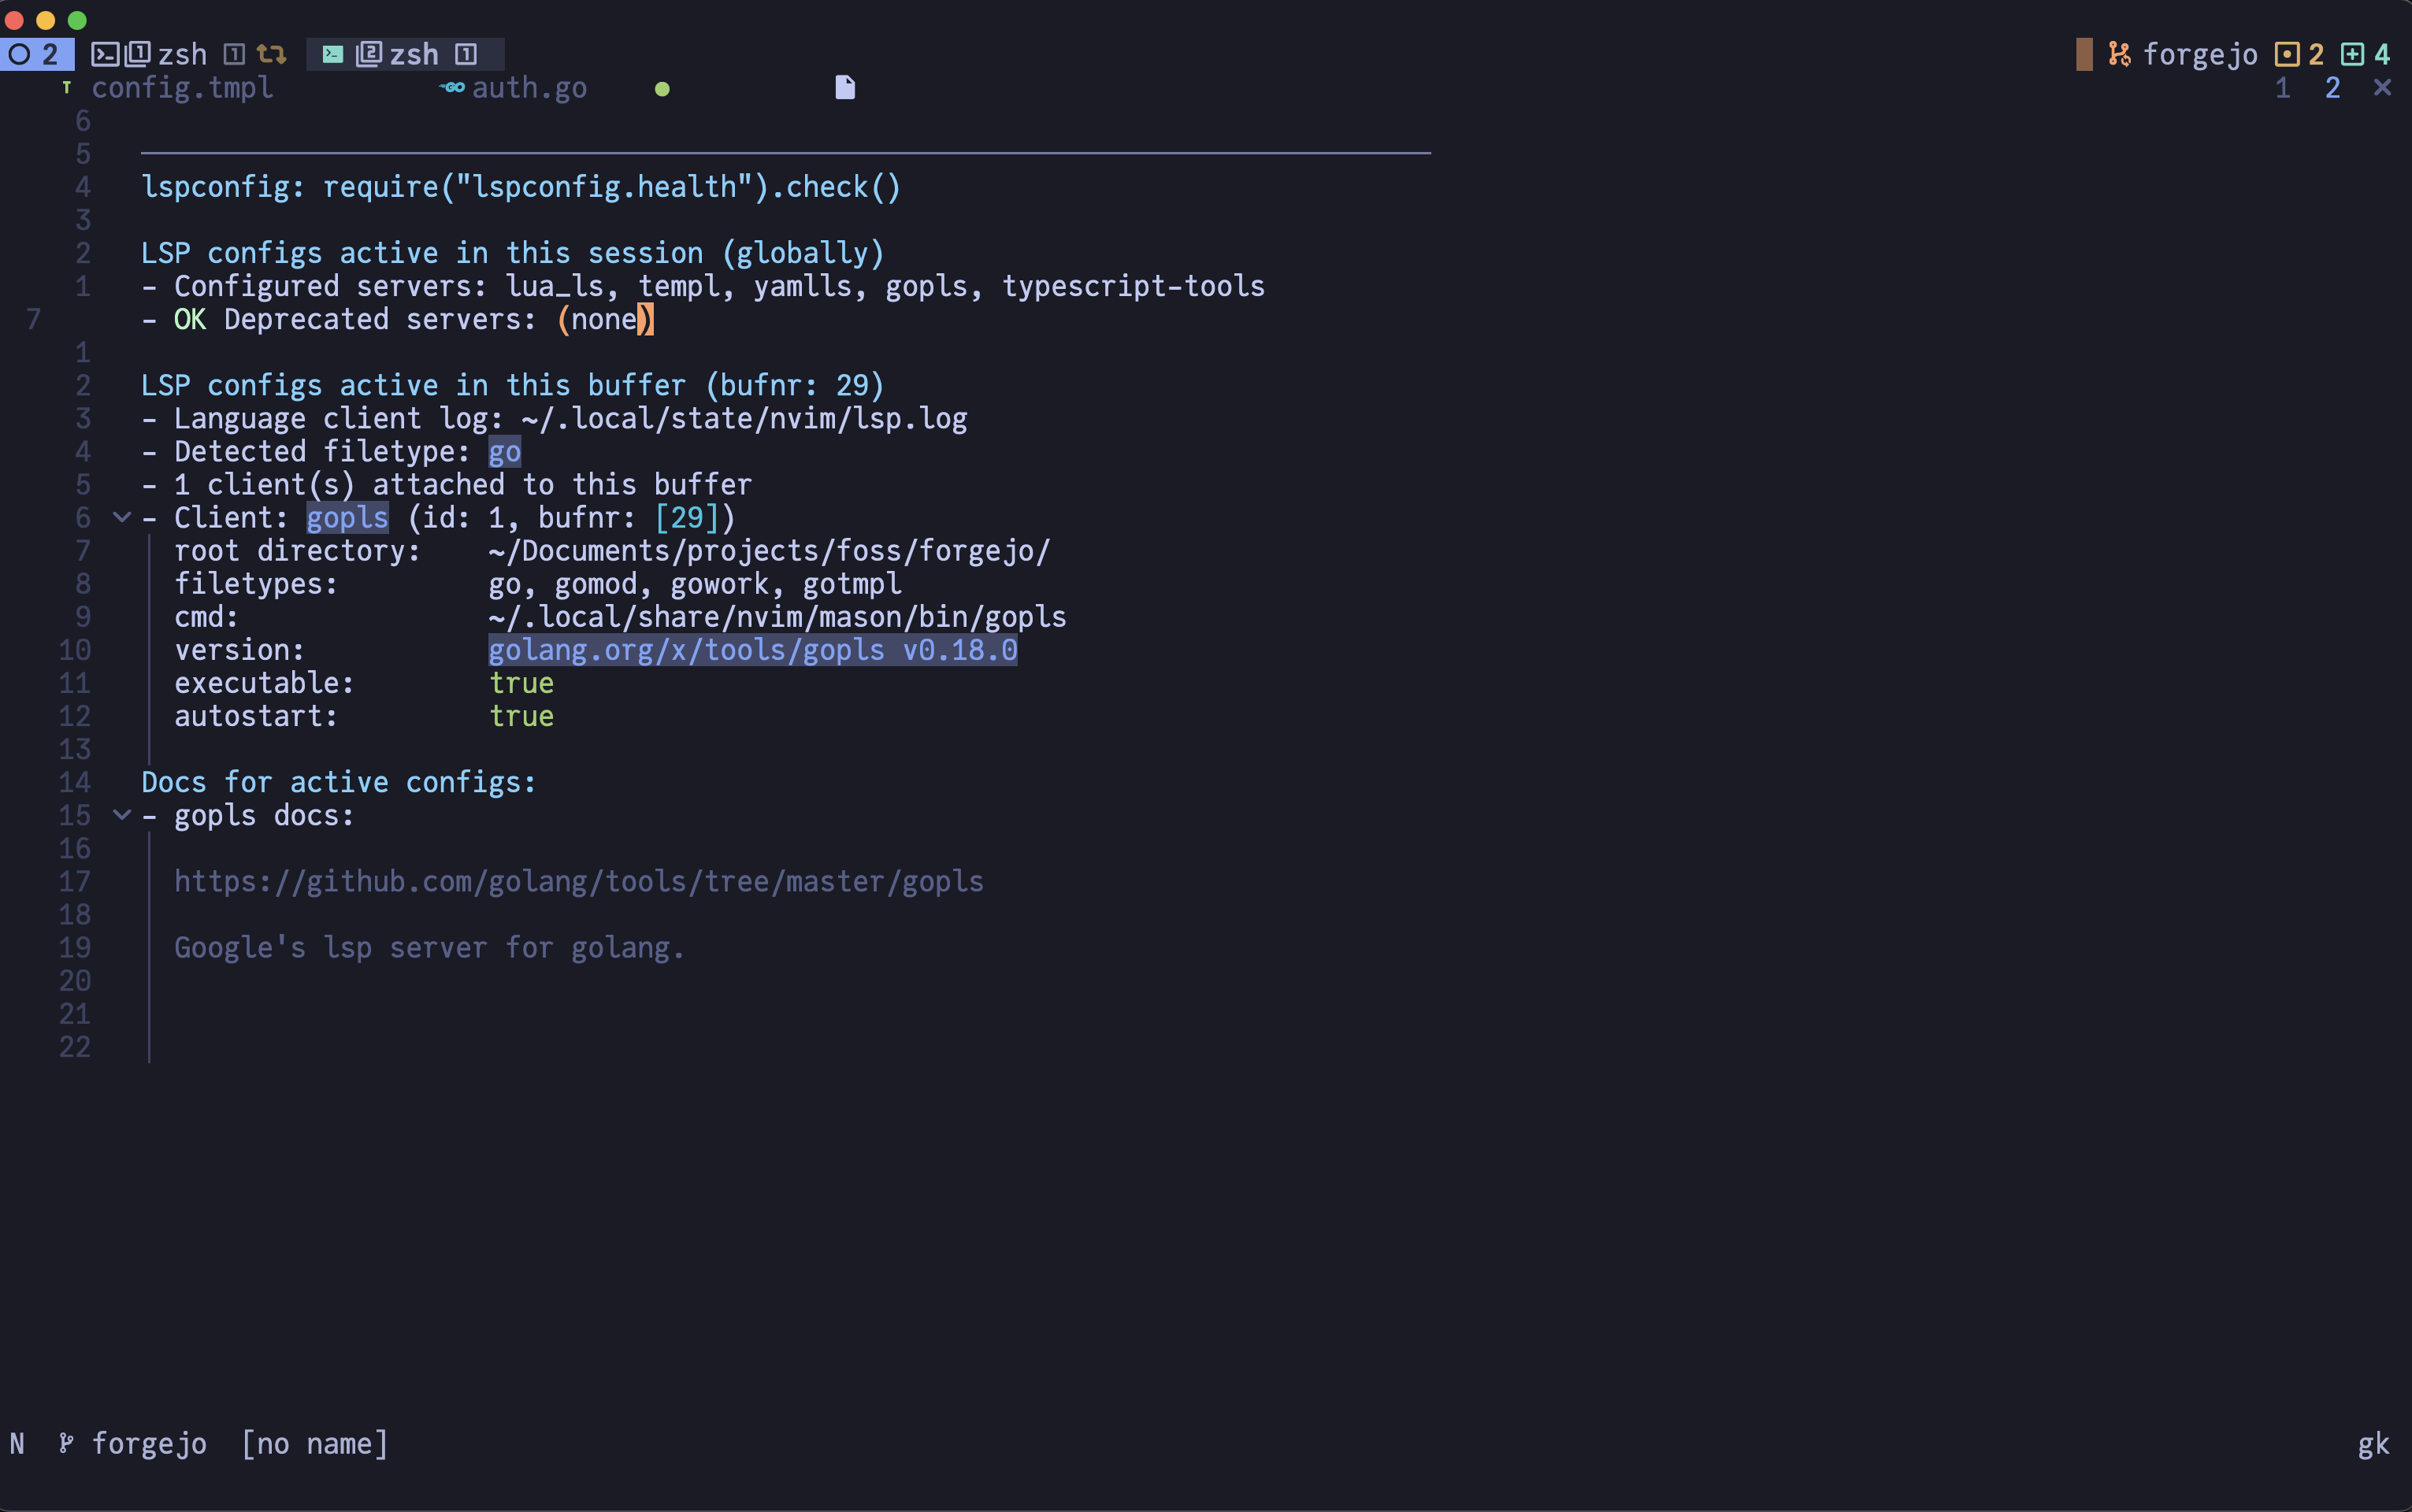 2 zsh 1 2 zsh 1 forgejo 2 4
T config.tmpl GO auth.go 1 2 ×
6
5
4 lspconfig: require("lspconfig.health").check()
3
2 LSP configs active in this session (globally)
1 - Configured servers: lua_ls, templ, yamlls, gopls, typescript-tools
7 - OK Deprecated servers: (none)
1
2 LSP configs active in this buffer (bufnr: 29)
3 - Language client log: ~/.local/state/nvim/lsp.log
4 - Detected filetype: go
5 - 1 client(s) attached to this buffer
6 - Client: gopls (id: 1, bufnr: [29])
7 root directory: ~/Documents/projects/foss/forgejo/
8 filetypes: go, gomod, gowork, gotmpl
9 cmd: ~/.local/share/nvim/mason/bin/gopls
10 version: golang.org/x/tools/gopls v0.18.0
11 executable: true
12 autostart: true
13
14 Docs for active configs:
15 - gopls docs:
16
17 https://github.com/golang/tools/tree/master/gopls
18
19 Google's lsp server for golang.
20
21
22
N forgejo [no name] gk